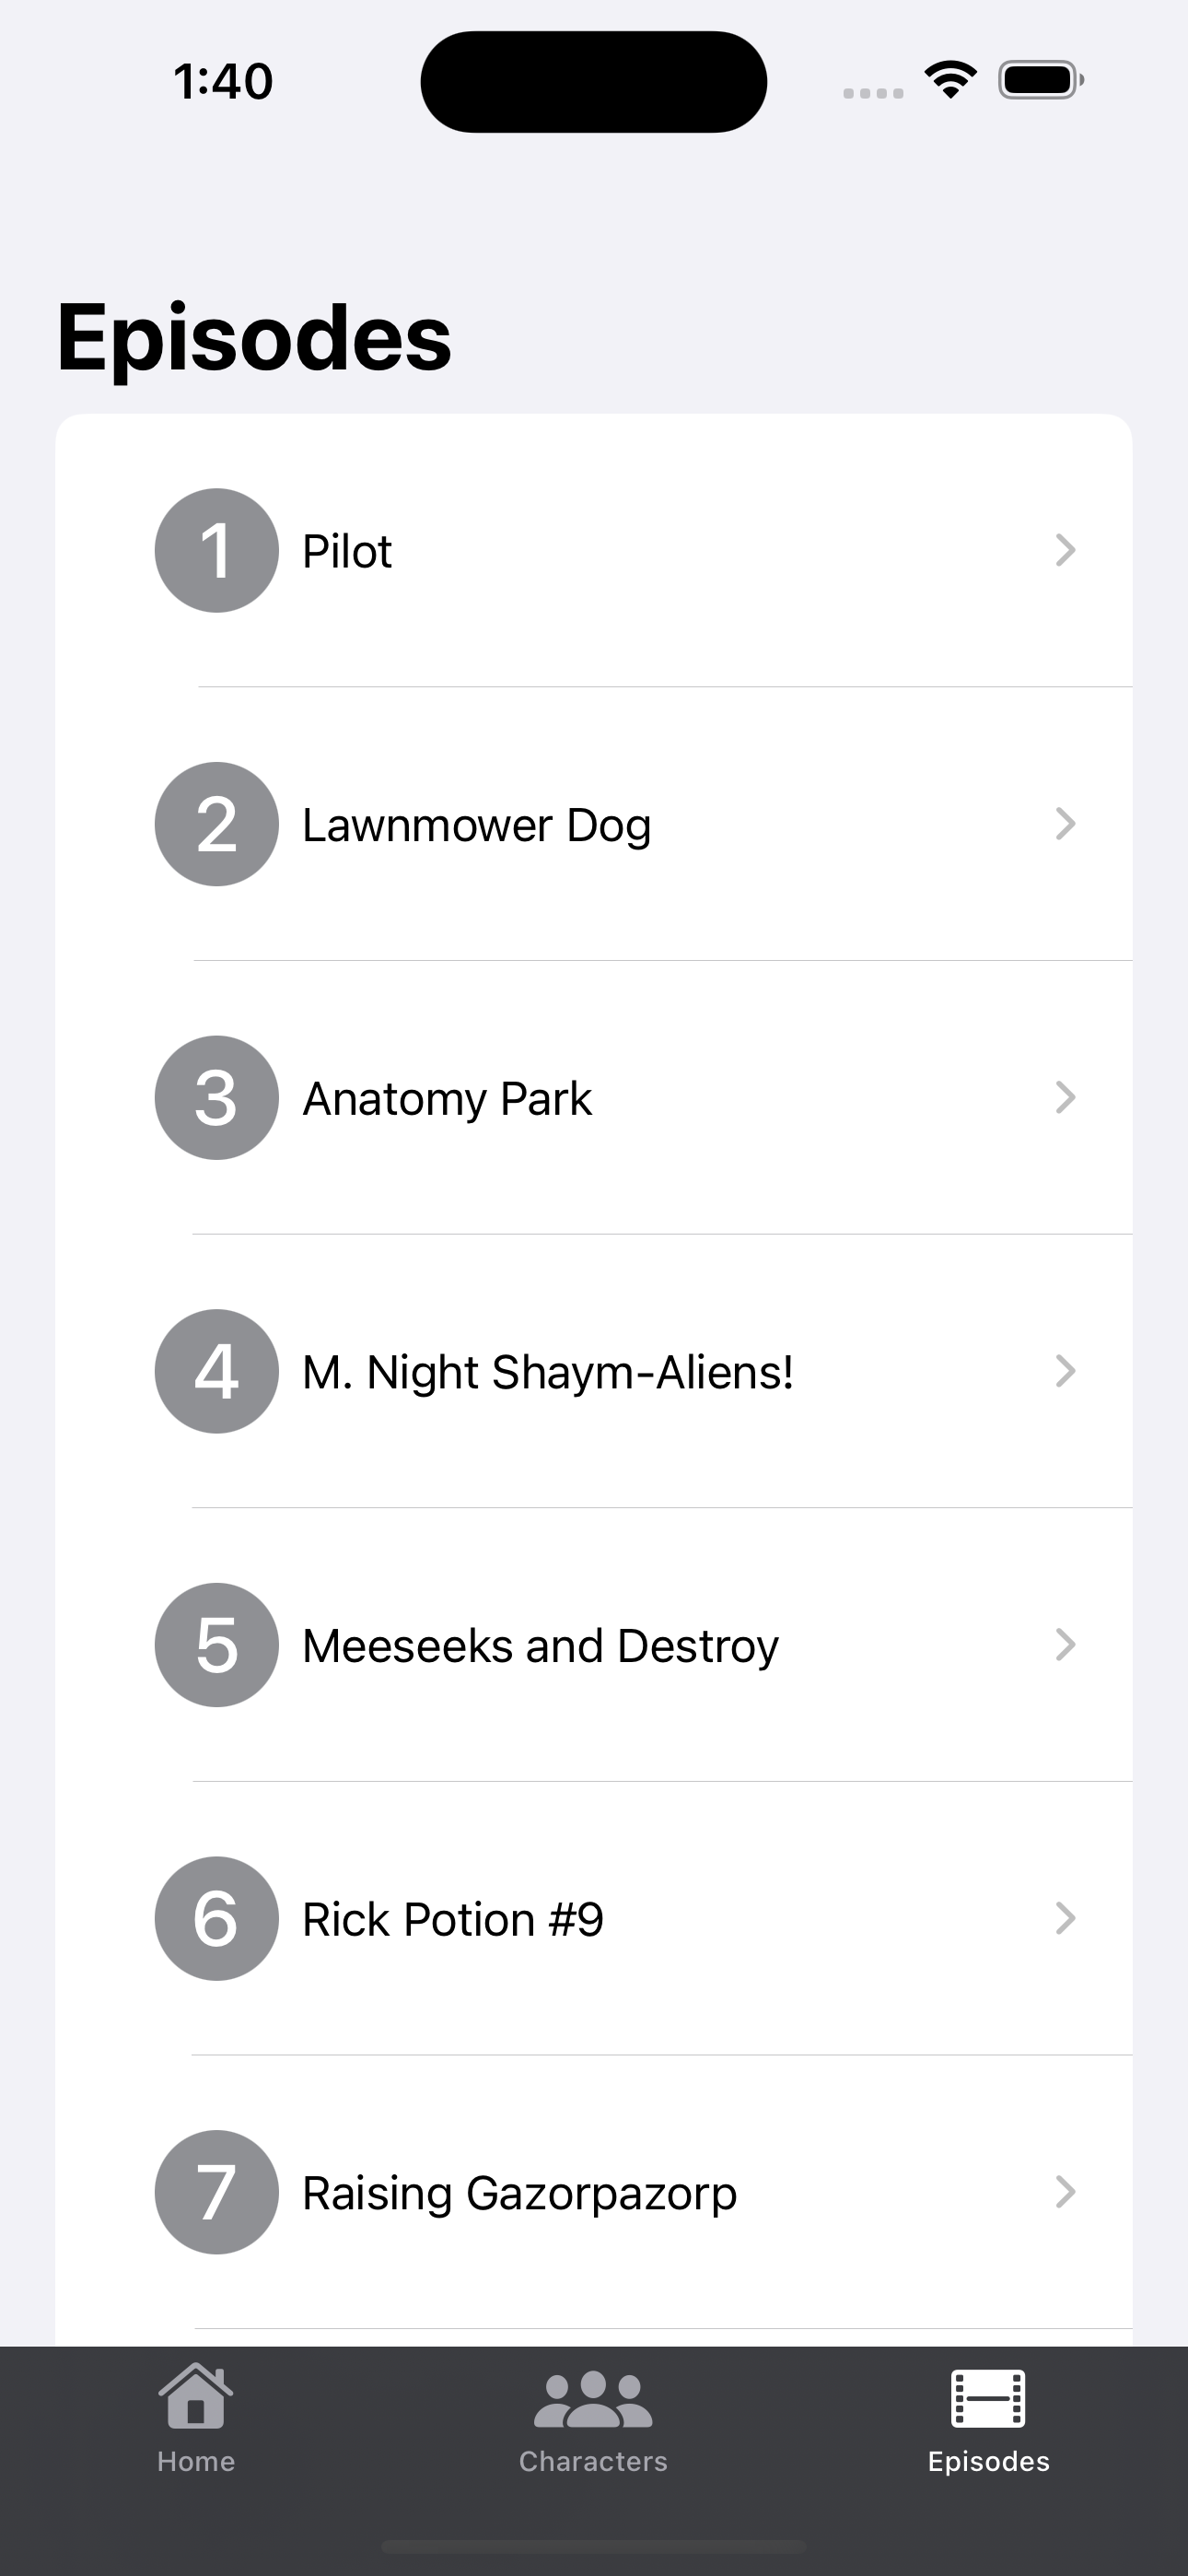 1:40
Episodes
1 Pilot
2 Lawnmower Dog
3 Anatomy Park
4 M. Night Shaym-Aliens!
5 Meeseeks and Destroy
6 Rick Potion #9
7 Raising Gazorpazorp
Home Characters Episodes